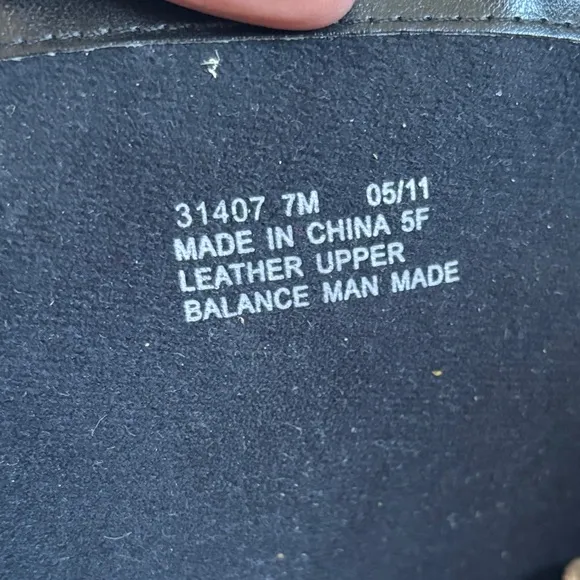 31407 7M 05/11
MADE IN CHINA 5F
LEATHER UPPER
BALANCE MAN MADE